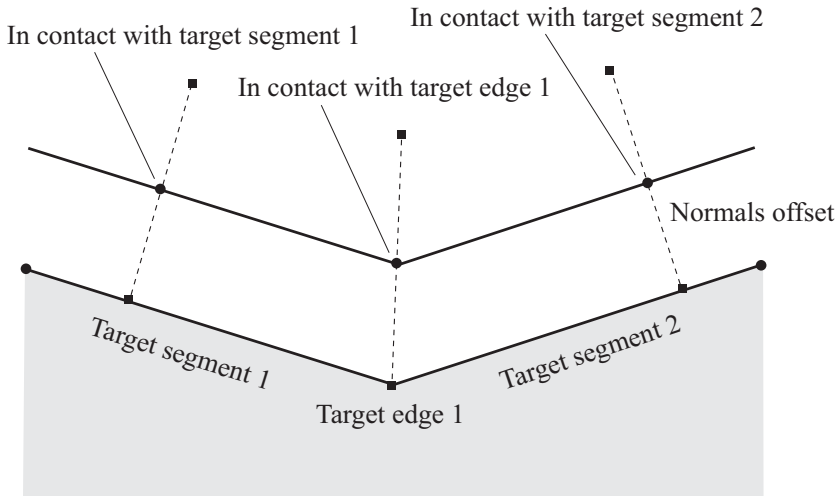 In contact with target segment 2
In contact with target segment 1
In contact with target edge 1
Normals offset
Target segment 1
Target segment 2
Target edge 1